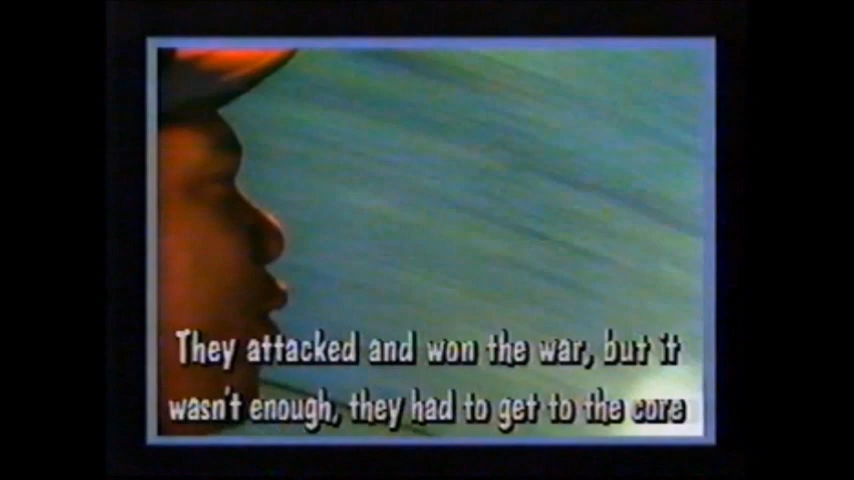 They attacked and won the war, but it
wasn't enough, they had to get to the core